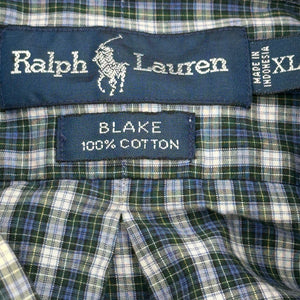 Ralph Lauren
MADE IN
INDONESIA
XL
BLAKE
100% COTTON